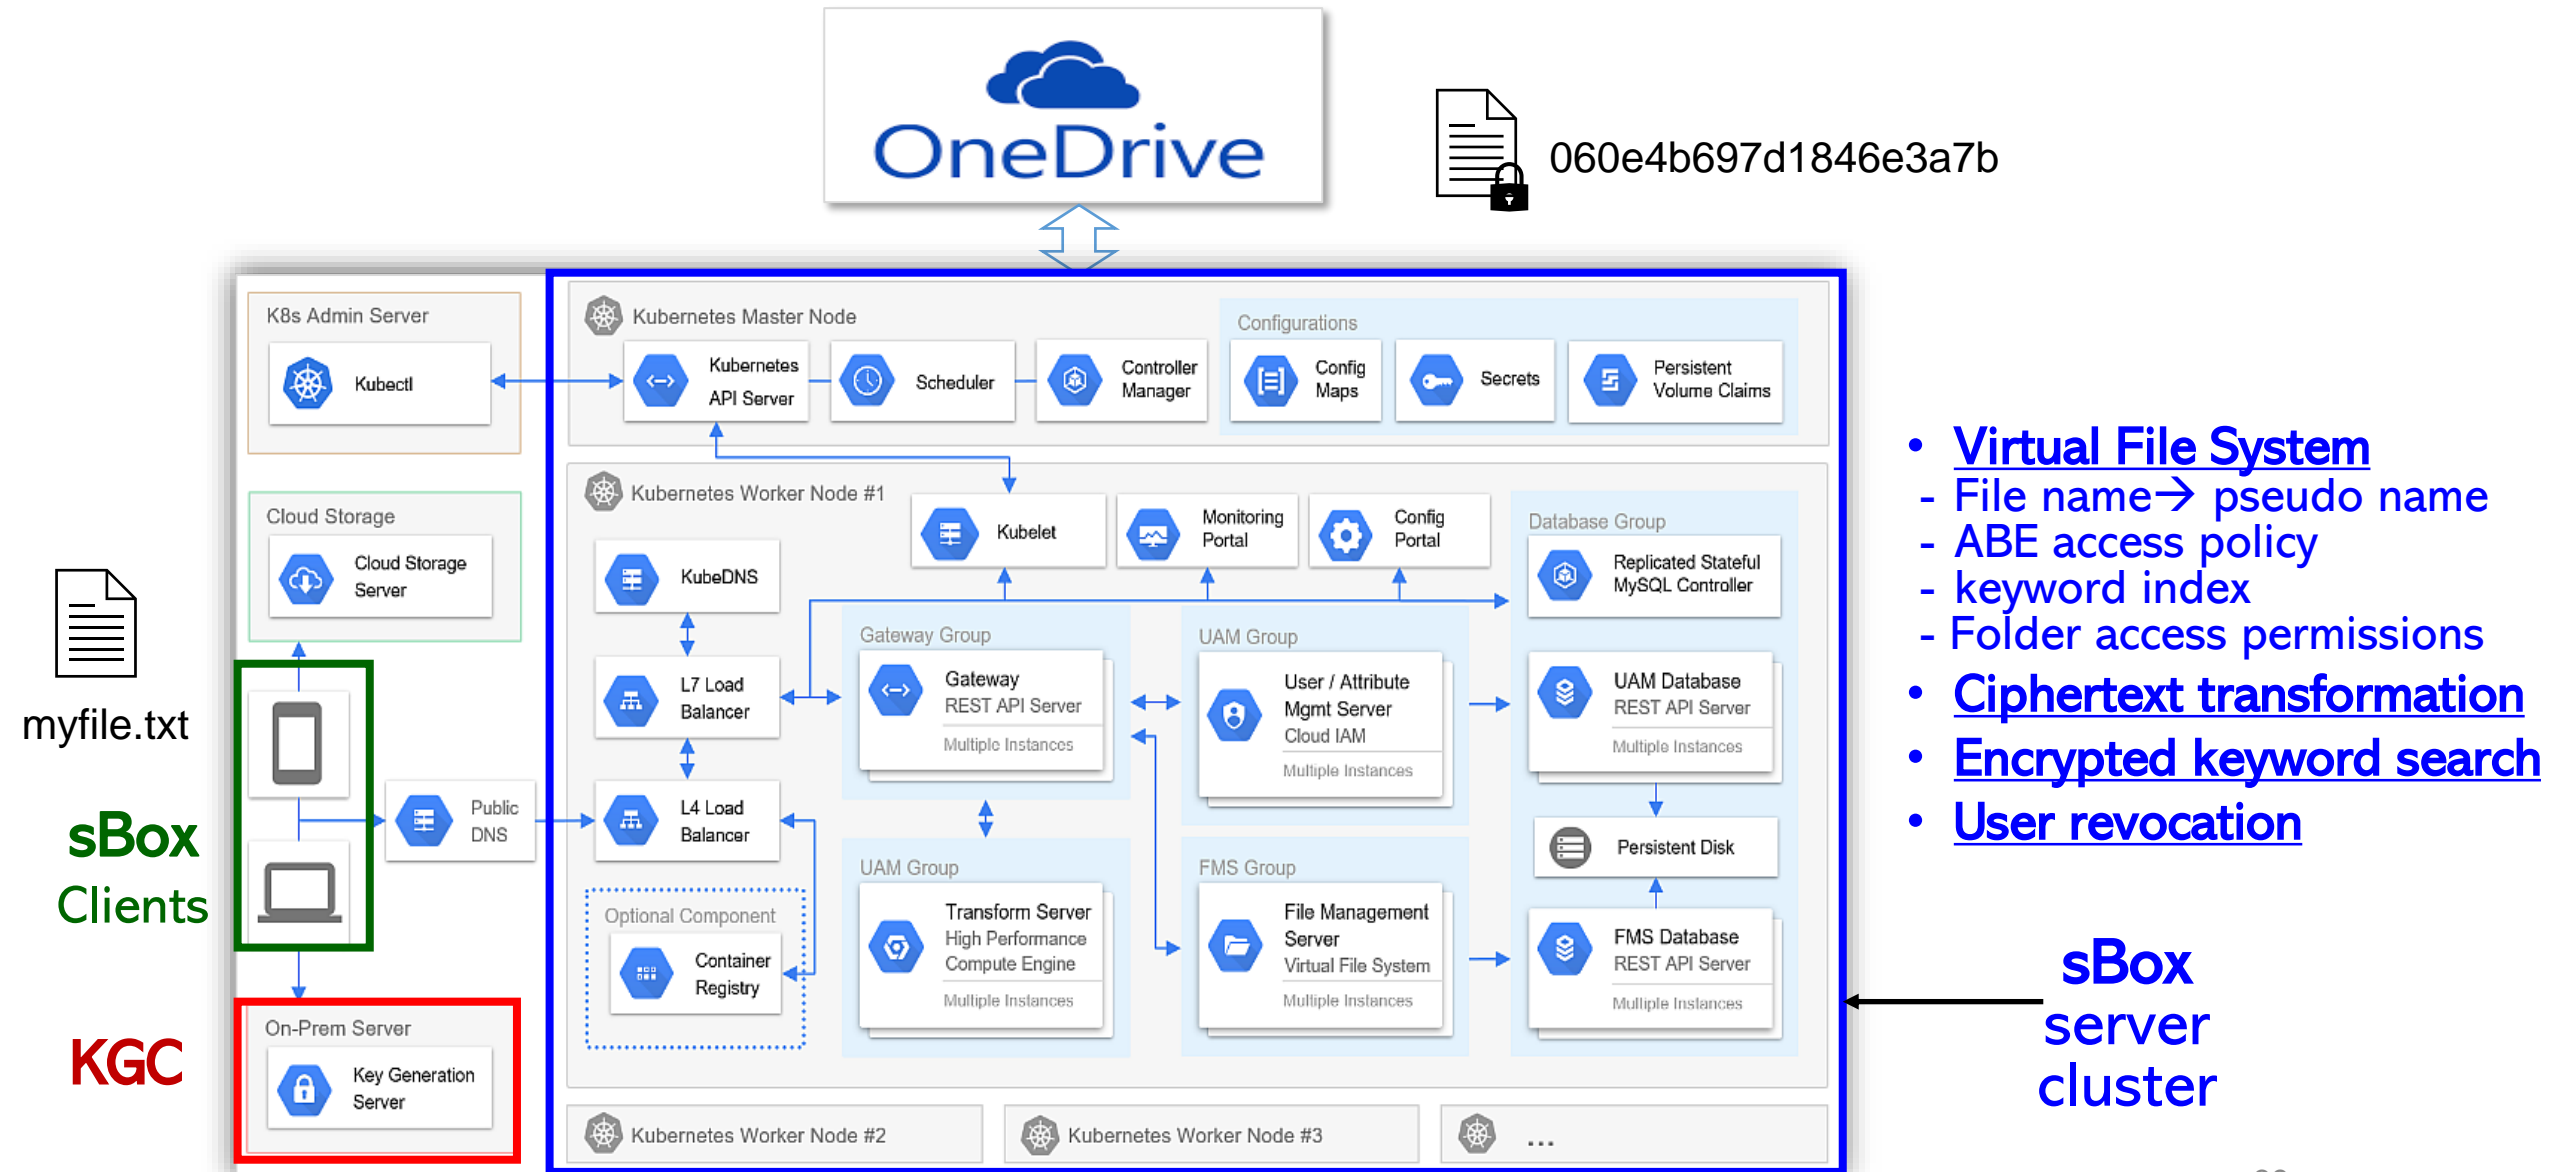 OneDrive
060e4b697d1846e3a7b
K8s Admin Server
Kubectl
Kubernetes Master Node
Kubernetes
API Server
Scheduler
Controller
Manager
Configurations
Config
Maps
Secrets
Persistent
Volume Claims
Cloud Storage
Cloud Storage
Server
myfile.txt
sBox
Clients
Public
DNS
KGC
On-Prem Server
Key Generation
Server
Kubernetes Worker Node #1
Kubelet
Monitoring
Portal
Config
Portal
KubeDNS
L7 Load
Balancer
L4 Load
Balancer
Optional Component
Container
Registry
Gateway Group
Gateway
REST API Server
Multiple Instances
UAM Group
User / Attribute
Mgmt Server
Cloud IAM
Multiple Instances
UAM Group
Transform Server
High Performance
Compute Engine
Multiple Instances
FMS Group
File Management
Server
Virtual File System
Multiple Instances
Database Group
Replicated Stateful
MySQL Controller
UAM Database
REST API Server
Multiple Instances
Persistent Disk
FMS Database
REST API Server
Multiple Instances
Kubernetes Worker Node #2
Kubernetes Worker Node #3
...
• Virtual File System
- File name→ pseudo name
- ABE access policy
- keyword index
- Folder access permissions
• Ciphertext transformation
• Encrypted keyword search
• User revocation
sBox
server
cluster